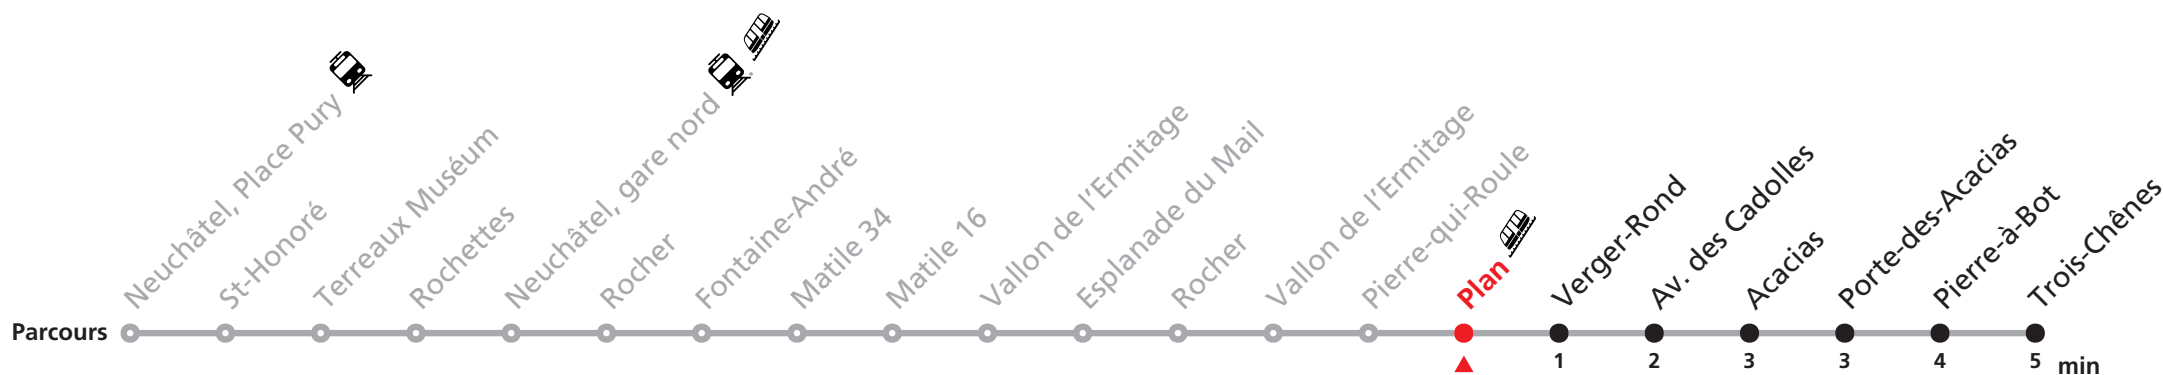 Neuchâtel, Place Pury
St-Honoré
Terreaux Muséum
Rochettes
Neuchâtel, gare nord
Rocher
Fontaine-André
Matile 34
Matile 16
Vallon de l'Ermitage
Esplanade du Mail
Rocher
Vallon de l'Ermitage
Pierre-qui-Roule
Plan
Verger-Rond
Av. des Cadolles
Acacias
Porte-des-Acacias
Pierre-à-Bot
Trois-Chênes
Parcours
1 2 3 3 4 5 min